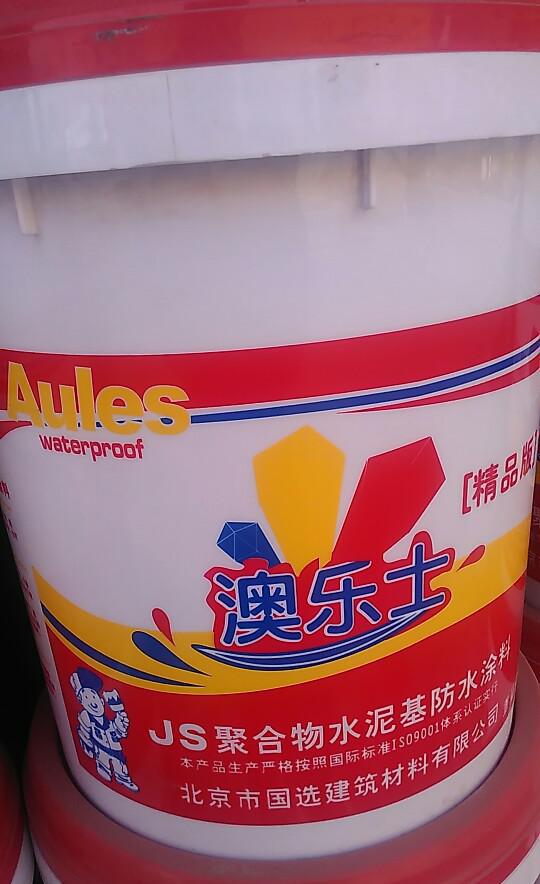 Aules
waterproof
[精品版]
澳乐士
JS聚合物水泥基防水涂料
本产品生产严格按照国际标准ISO9001体系认证实行
北京市国选建筑材料有限公司